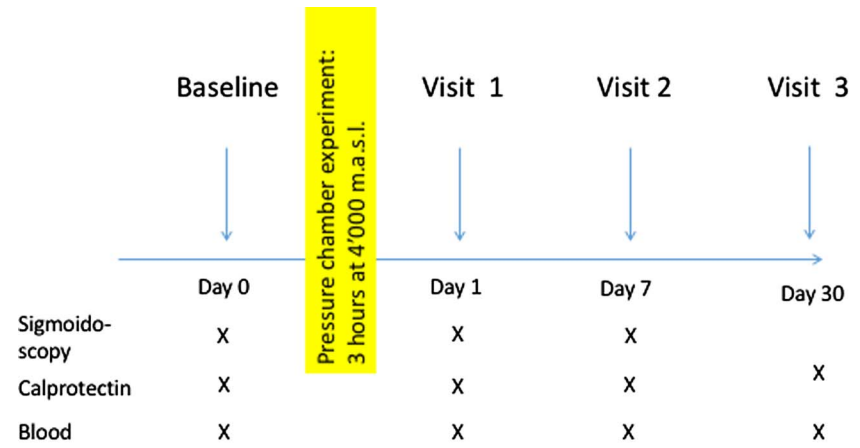 Baseline
Pressure chamber experiment:
3 hours at 4’000 m.a.s.l.
Visit 1
Visit 2
Visit 3
Day 0
Day 1
Day 7
Day 30
Sigmoido-
scopy
X X X
Calprotectin
X X X X
Blood
X X X X